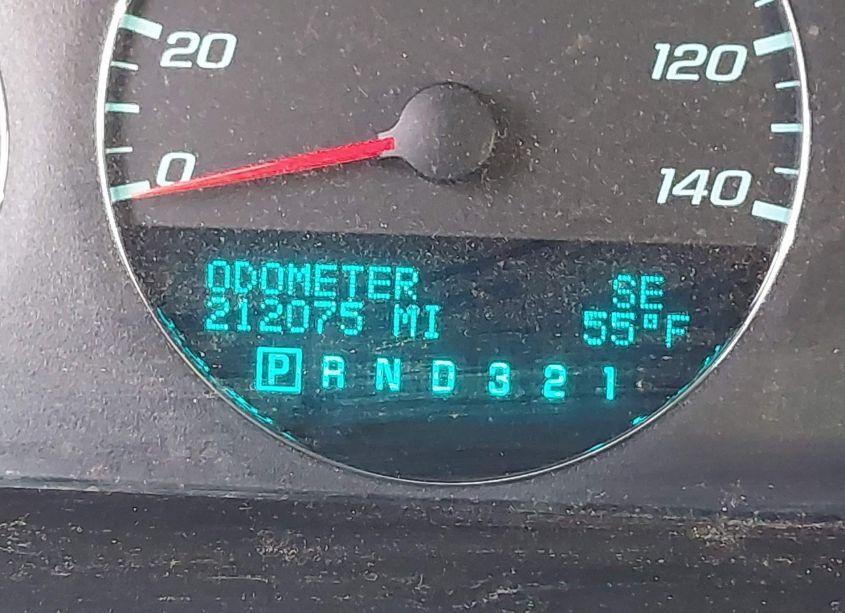 20 120
0 140
ODOMETER SE
212075 MI 55°F
P R N D 3 2 1